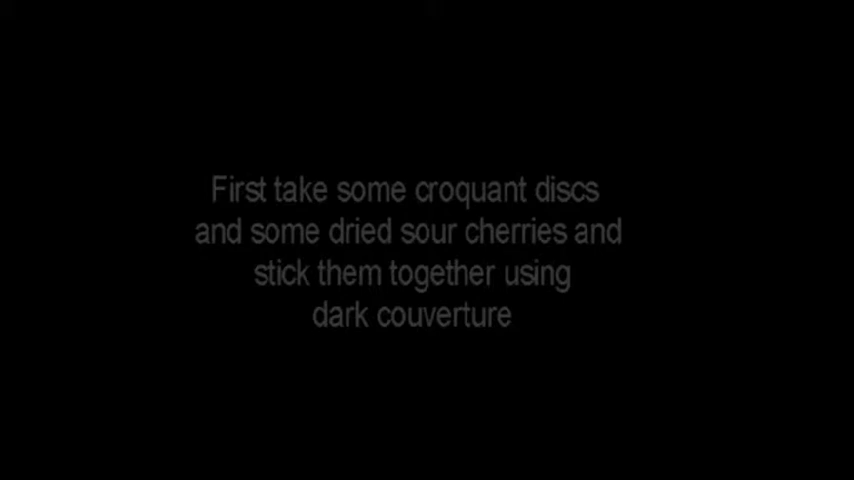 First take some croquant discs
and some dried sour cherries and
stick them together using
dark couverture